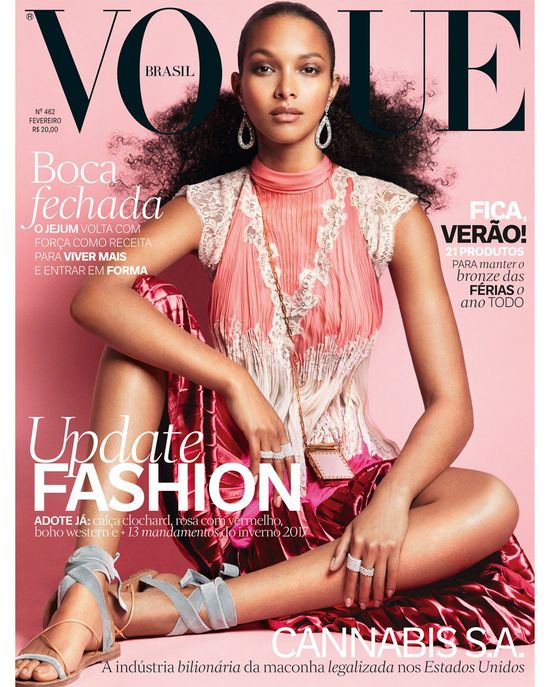 ®
VOGUE
BRASIL
Nº 462
FEVEREIRO
R$ 20,00
Boca
fechada
O JEJUM VOLTA COM
FORÇA COMO RECEITA
PARA VIVER MAIS
E ENTRAR EM FORMA
FICA,
VERÃO!
21 PRODUTOS
PARA manter o
bronze das
FÉRIAS o
ano TODO
Update
FASHION
ADOTE JÁ: calça clochard, rosa com vermelho,
boho western e + 13 mandamentos do inverno 2017
CANNABIS S.A.
A indústria bilionária da maconha legalizada nos Estados Unidos